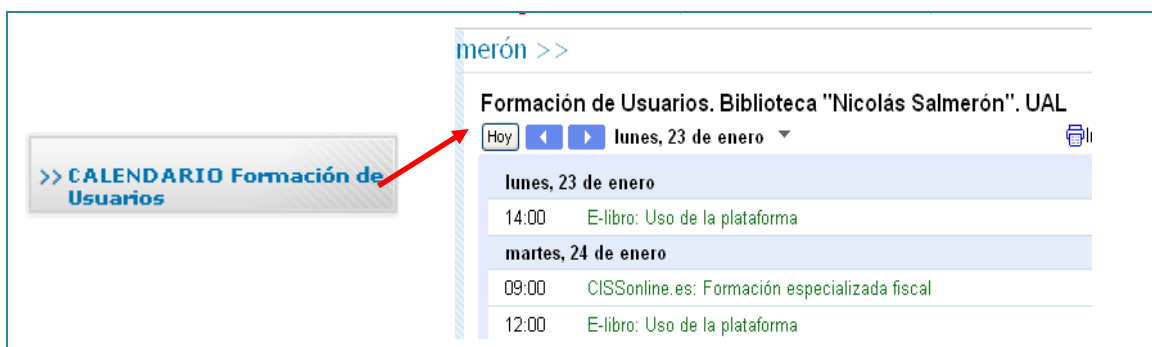 merón >>
Formación de Usuarios. Biblioteca "Nicolás Salmerón". UAL
Hoy lunes, 23 de enero
>> CALENDARIO Formación de
Usuarios
lunes, 23 de enero
14:00 E-libro: Uso de la plataforma
martes, 24 de enero
09:00 CISSonline.es: Formación especializada fiscal
12:00 E-libro: Uso de la plataforma